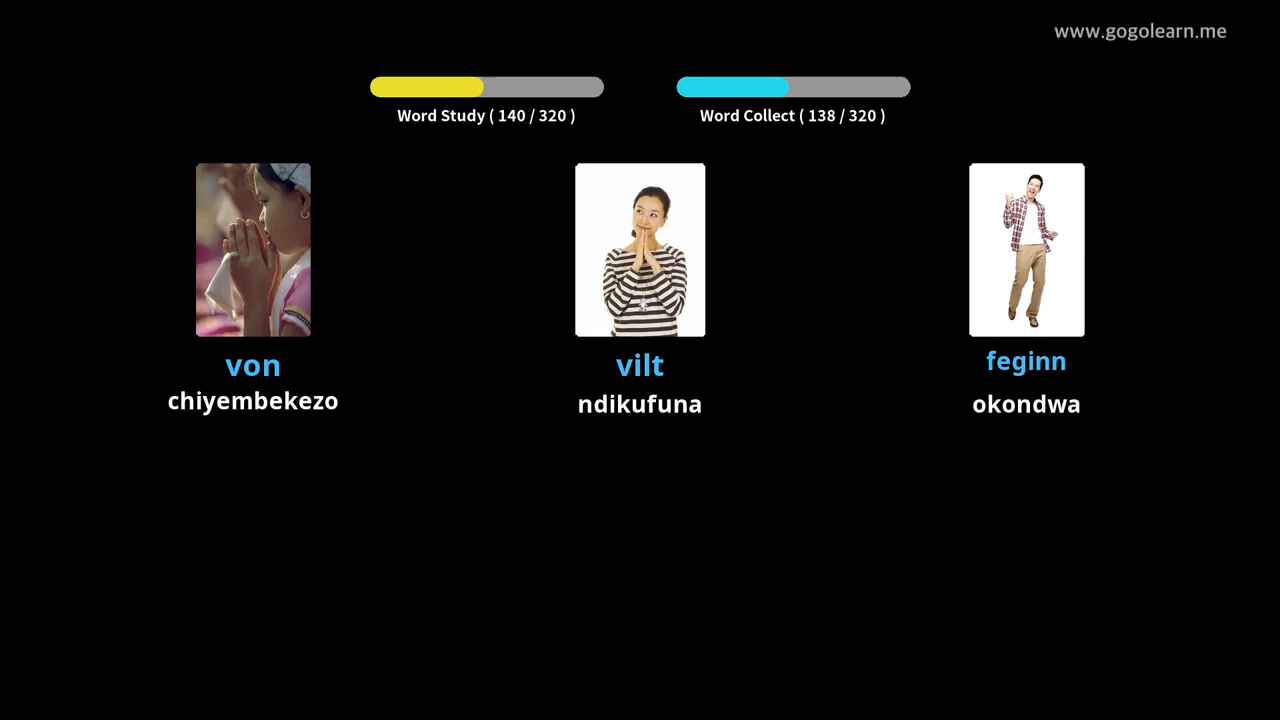 www.gogolearn.me
Word Study ( 140 / 320 )
Word Collect ( 138 / 320 )
von
vilt
feginn
chiyembekezo
ndikufuna
okondwa